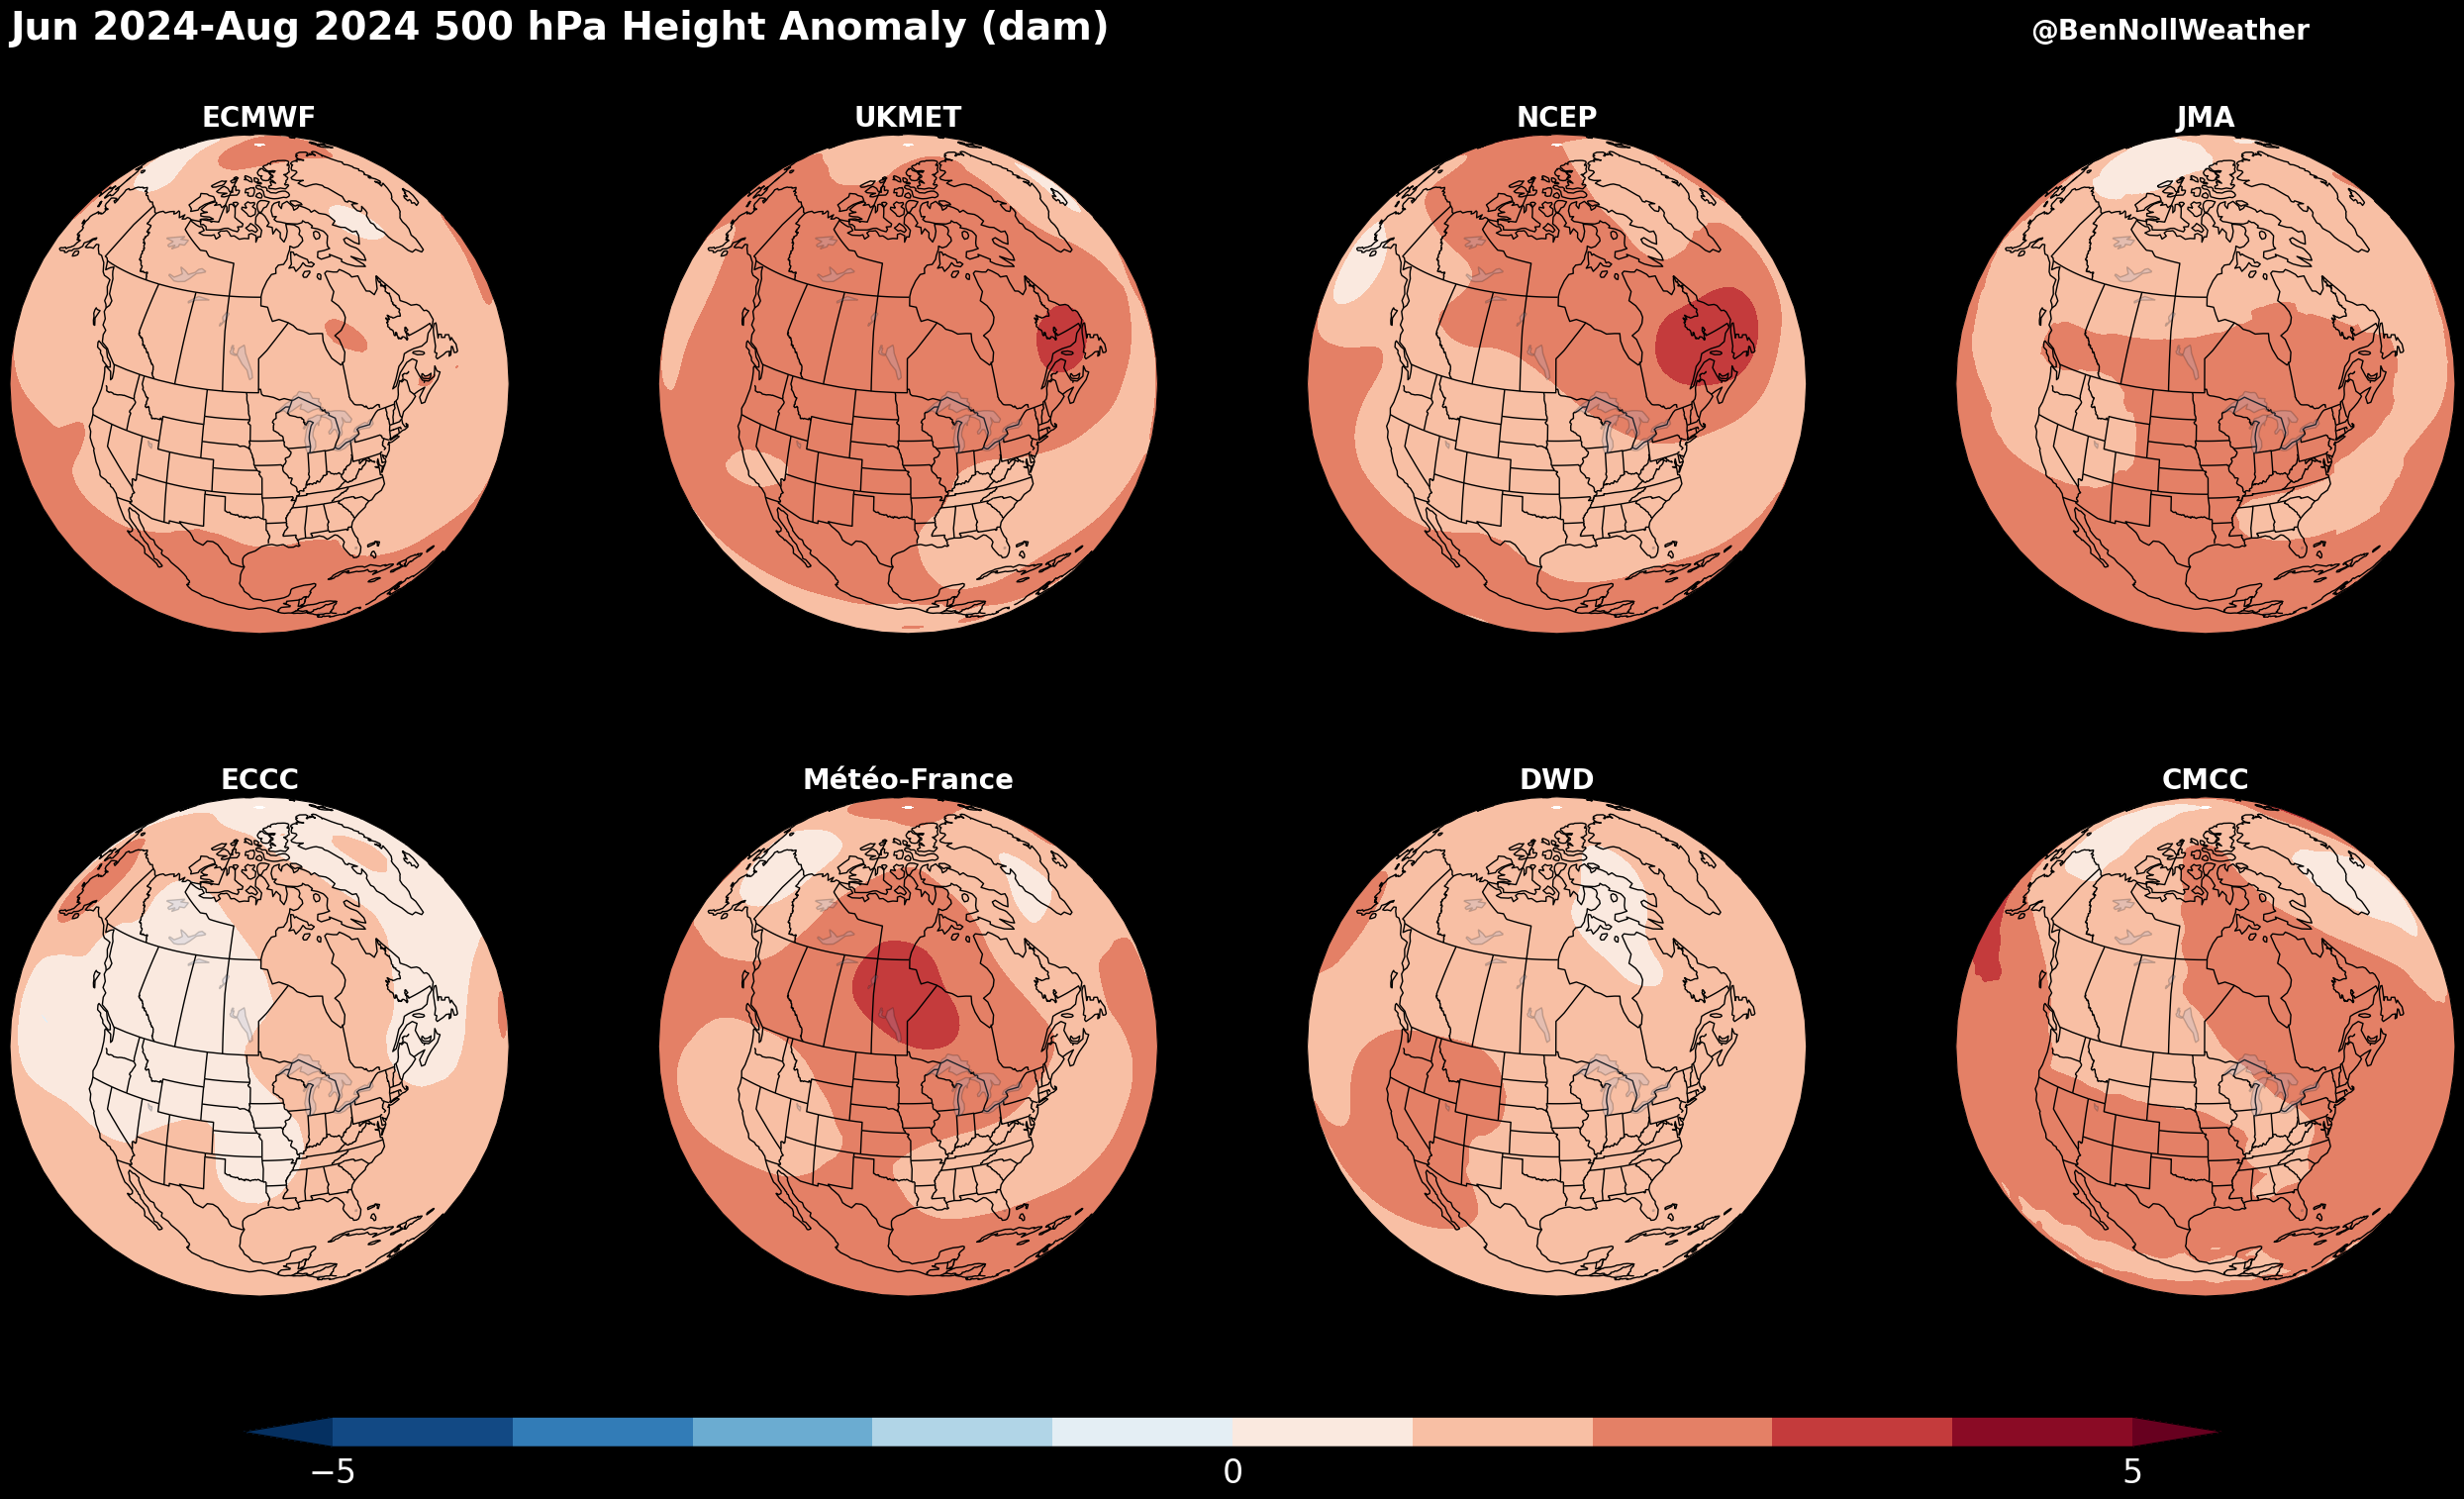 Jun 2024-Aug 2024 500 hPa Height Anomaly (dam)
@BenNollWeather
ECMWF
UKMET
NCEP
JMA
ECCC
Météo-France
DWD
CMCC
−5
0
5